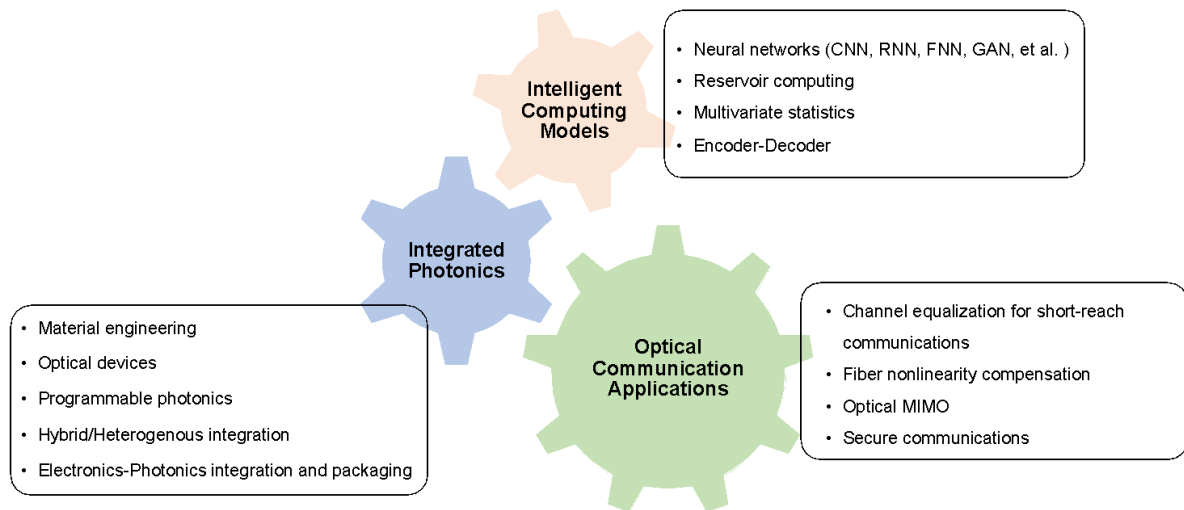 Intelligent
Computing
Models
• Neural networks (CNN, RNN, FNN, GAN, et al. )
• Reservoir computing
• Multivariate statistics
• Encoder-Decoder
Integrated
Photonics
• Material engineering
• Optical devices
• Programmable photonics
• Hybrid/Heterogenous integration
• Electronics-Photonics integration and packaging
Optical
Communication
Applications
• Channel equalization for short-reach
communications
• Fiber nonlinearity compensation
• Optical MIMO
• Secure communications